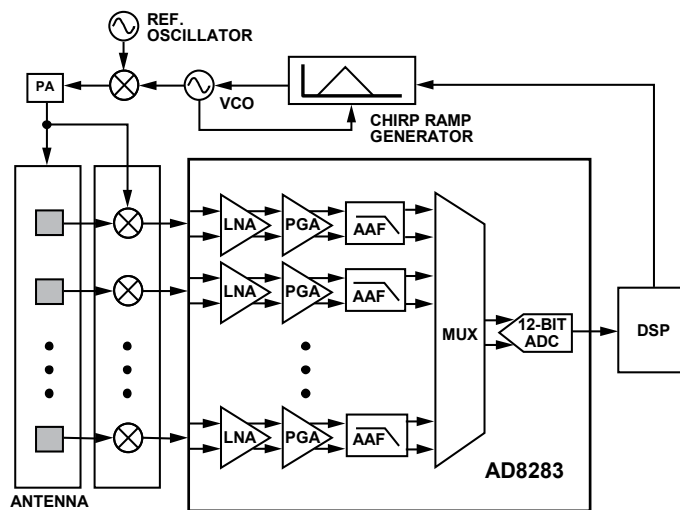 REF.
OSCILLATOR
PA
VCO
CHIRP RAMP
GENERATOR
LNA
PGA
AAF
LNA
PGA
AAF
MUX
12-BIT
ADC
DSP
LNA
PGA
AAF
AD8283
ANTENNA